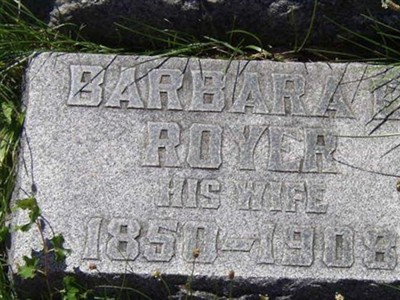 BARBARA E
ROYER
HIS WIFE
1850-1908